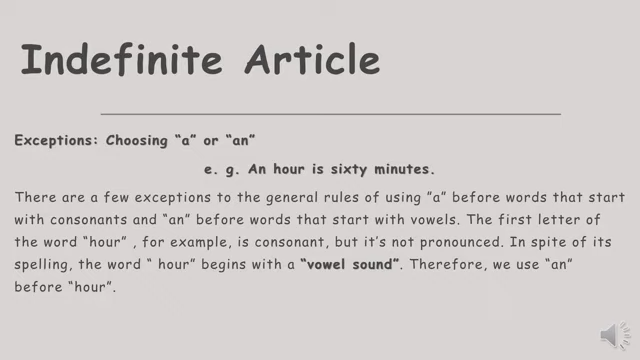 Indefinite Article
Exceptions: Choosing “a” or “an”
e. g. An hour is sixty minutes.
There are a few exceptions to the general rules of using ”a” before words that start
with consonants and “an” before words that start with vowels. The first letter of
the word “hour” , for example, is consonant, but it’s not pronounced. In spite of its
spelling, the word “ hour” begins with a “vowel sound”. Therefore, we use “an”
before “hour”.